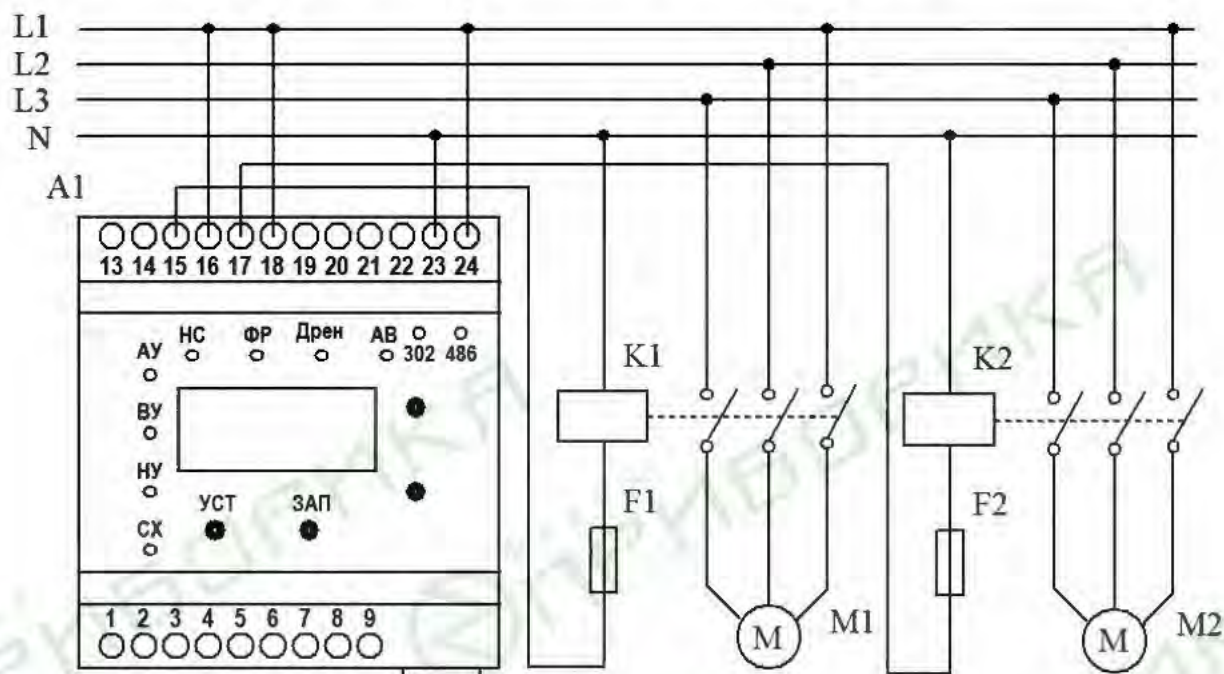 L1
L2
L3
N
A1
13 14 15 16 17 18 19 20 21 22 23 24
НС ФР Дрен АВ
302 486
АУ
ВУ
НУ
СХ
УСТ ЗАП
1 2 3 4 5 6 7 8 9
K1
F1
M
M1
K2
F2
M
M2